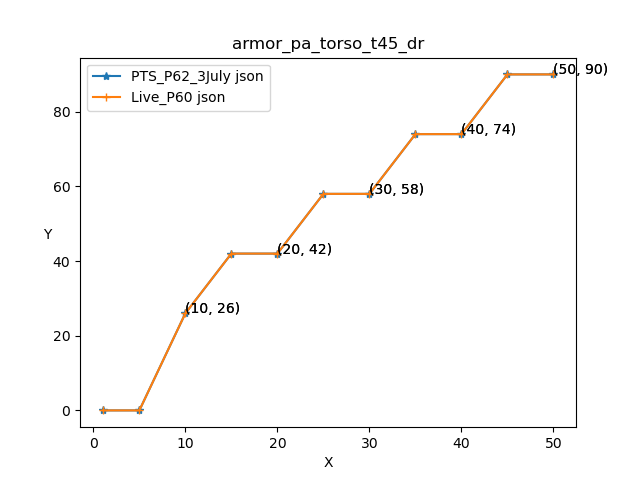 armor_pa_torso_t45_dr
PTS_P62_3July json
Live_P60 json
(50, 90)
(40, 74)
(30, 58)
(20, 42)
(10, 26)
Y
80
60
40
20
0
0 10 20 30 40 50
X